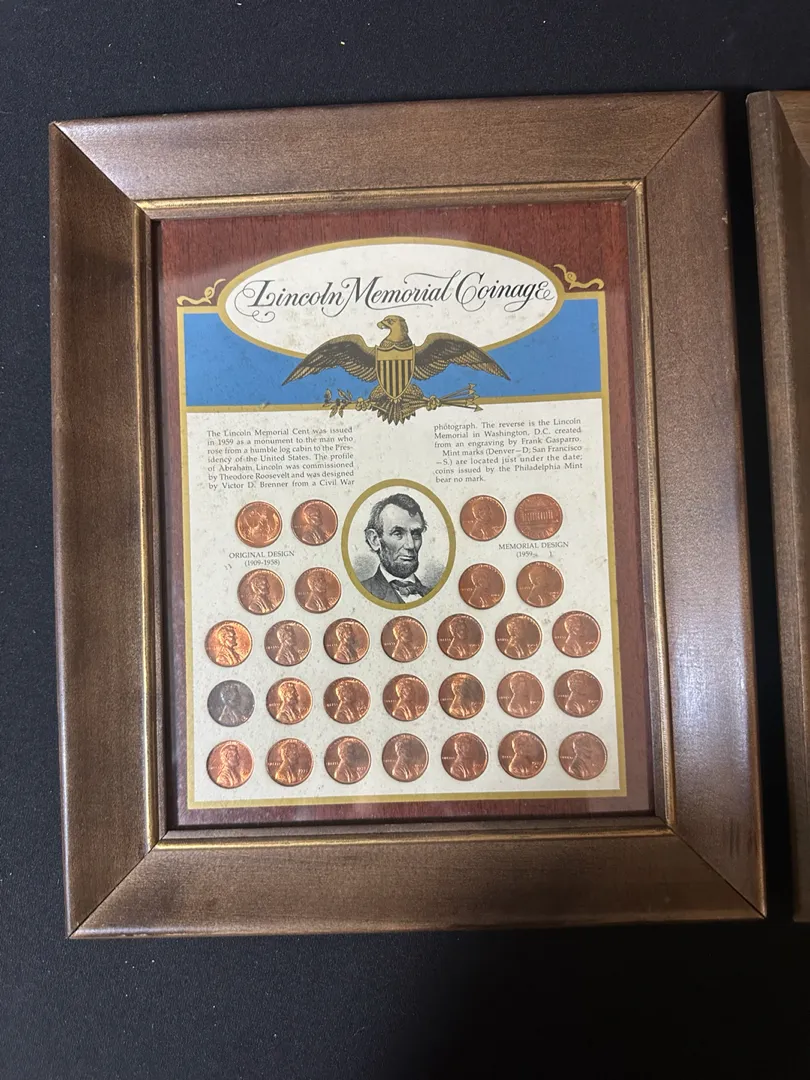 Lincoln Memorial Coinage
The Lincoln Memorial Cent was issued
in 1959 as a monument to the man who
rose from a humble log cabin to the Pres-
idency of the United States. The profile
of Abraham Lincoln was commissioned
by Theodore Roosevelt and was designed
by Victor D. Brenner from a Civil War
photograph. The reverse is the Lincoln
Memorial in Washington, D.C. created
from an engraving by Frank Gasparro.
Mint marks (Denver—D; San Francisco
—S.) are located just under the date;
coins issued by the Philadelphia Mint
bear no mark.
ORIGINAL DESIGN
(1909-1958)
MEMORIAL DESIGN
(1959